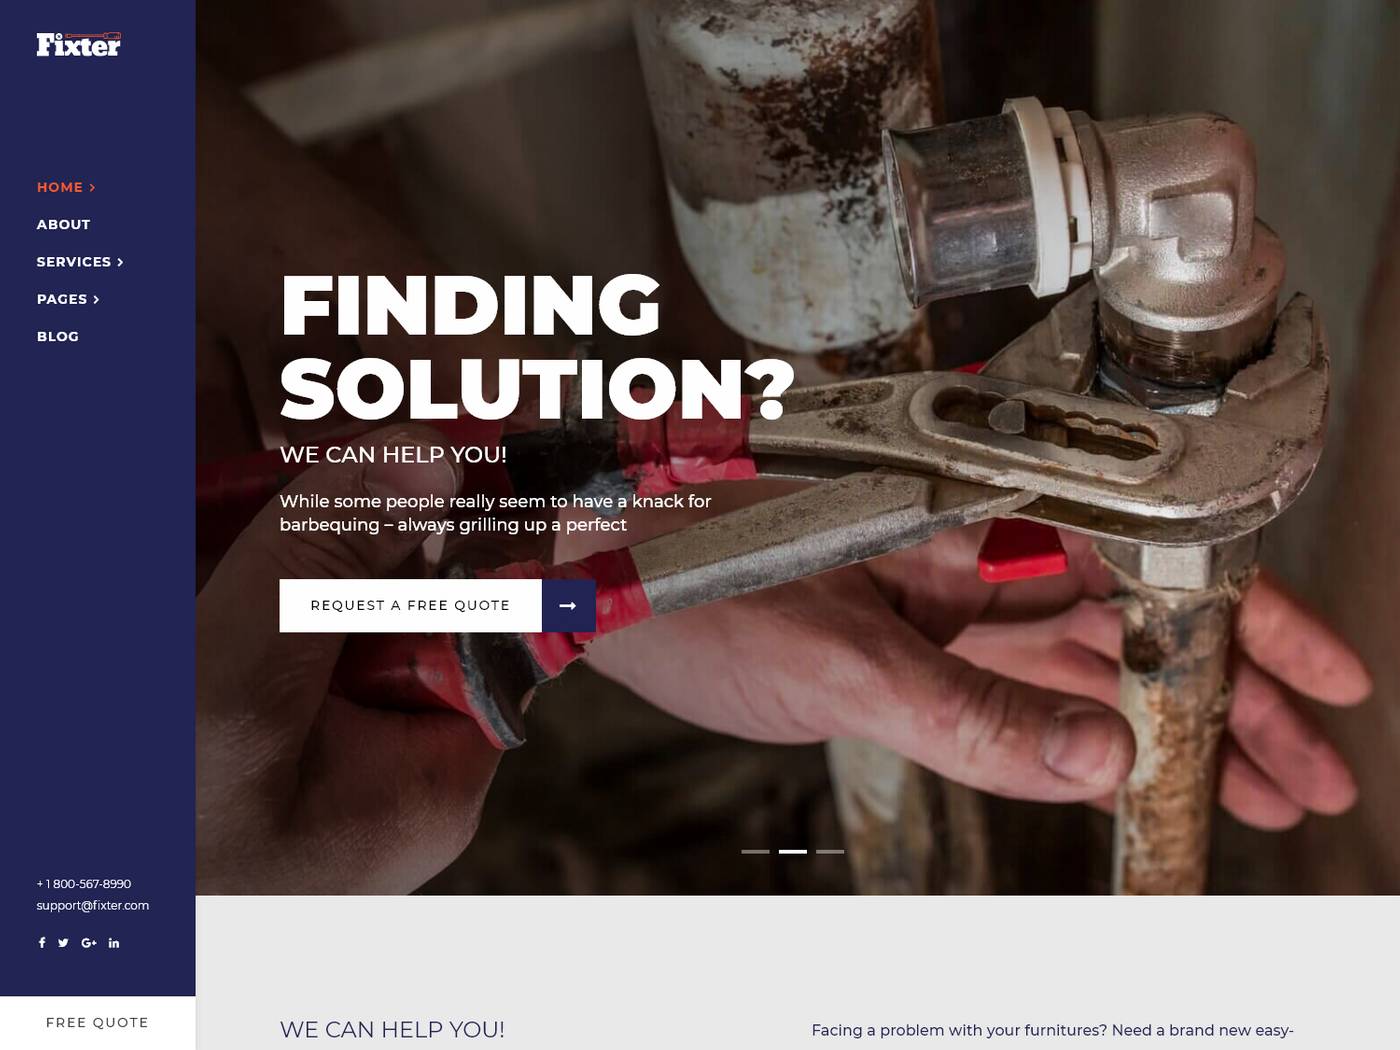 Fixter
HOME
ABOUT
SERVICES
PAGES
BLOG
FINDING
SOLUTION?
WE CAN HELP YOU!
While some people really seem to have a knack for
barbequing – always grilling up a perfect
REQUEST A FREE QUOTE
+ 1 800-567-8990
support@fixter.com
FREE QUOTE
WE CAN HELP YOU!
Facing a problem with your furnitures? Need a brand new easy-